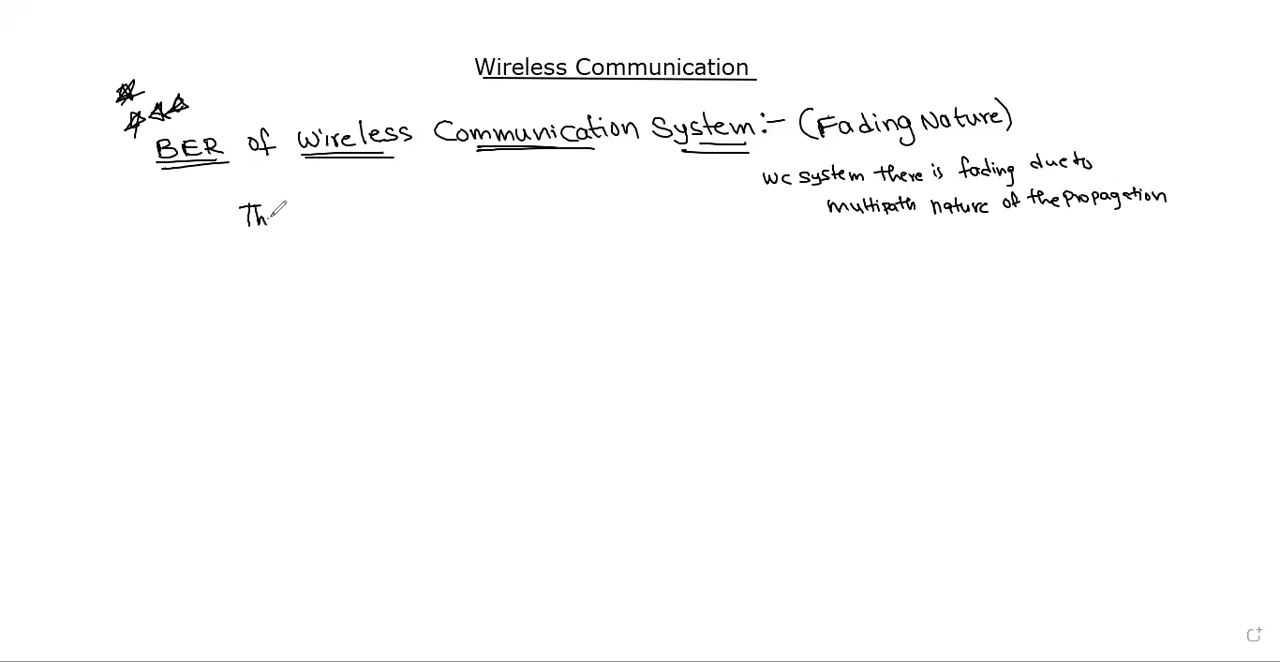 Wireless Communication
BER of Wireless Communication System:- (Fading Nature)
WC system there is fading due to
multipath nature of the propagation
Th